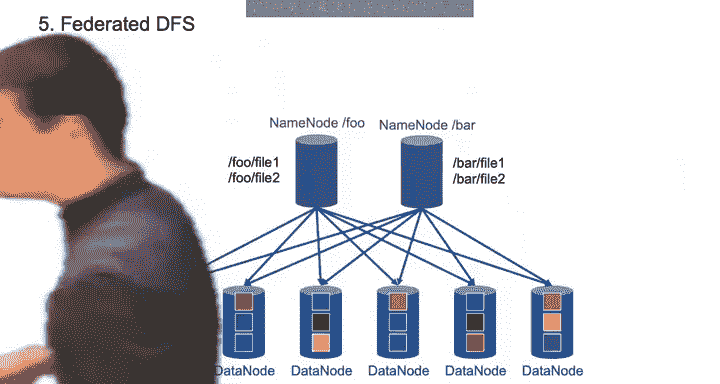 5. Federated DFS
NameNode /foo
NameNode /bar
/foo/file1
/foo/file2
/bar/file1
/bar/file2
DataNode
DataNode
DataNode
DataNode
DataNode